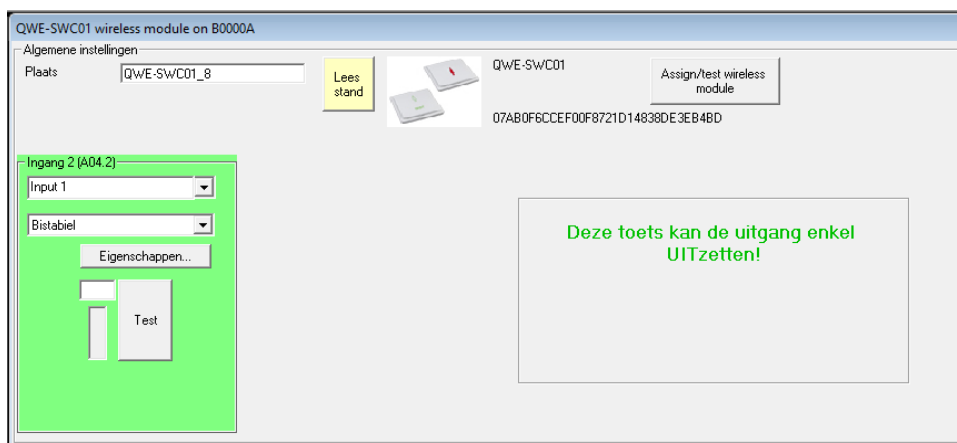 QWE-SWC01 wireless module on B0000A
Algemene instellingen
Plaats
QWE-SWC01_8
Lees
stand
QWE-SWC01
Assign/test wireless
module
07AB0F6CCEF00F8721D14838DE3EB4BD
Ingang 2 (A04.2)
Input 1
Bistabiel
Eigenschappen...
Test
Deze toets kan de uitgang enkel
UITzetten!